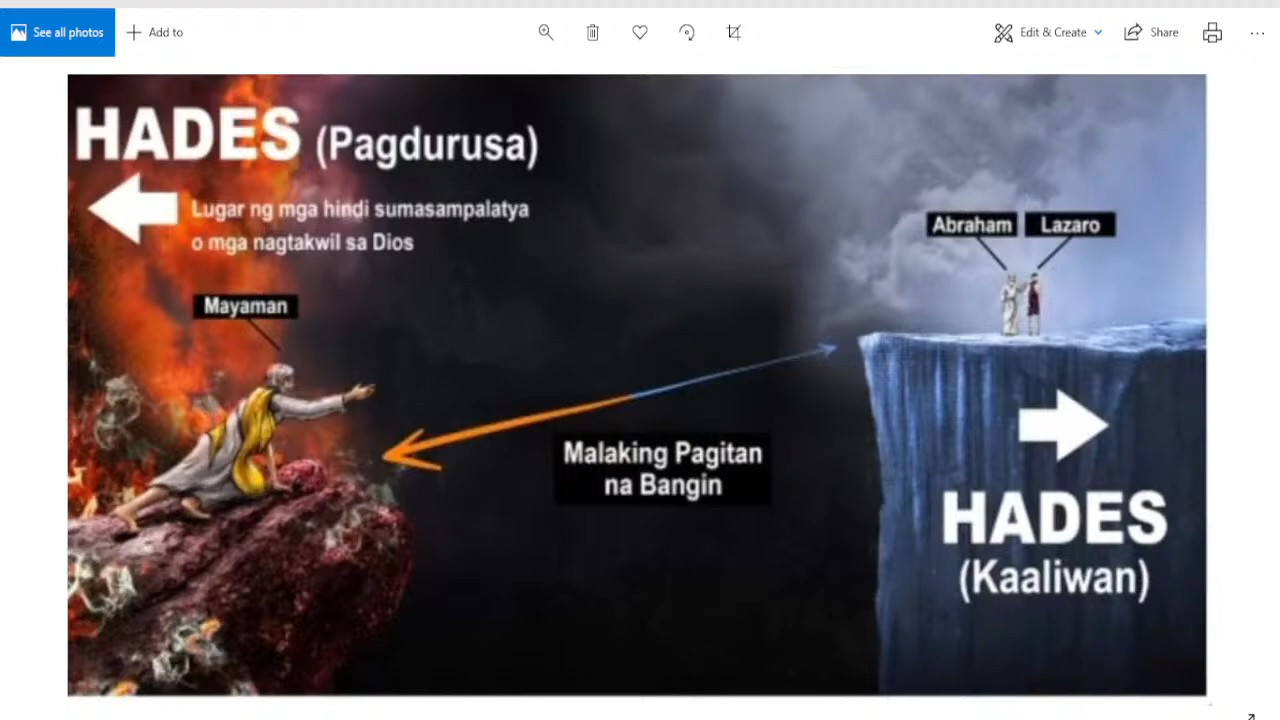 See all photos
Add to
Edit & Create
Share
HADES (Pagdurusa)
Lugar ng mga hindi sumasampalatya
o mga nagtakwil sa Dios
Mayaman
Abraham
Lazaro
Malaking Pagitan
na Bangin
HADES
(Kaaliwan)